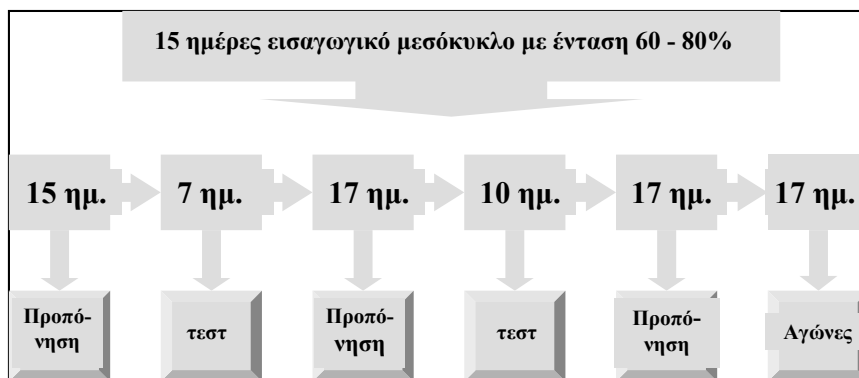 15 ημέρες εισαγωγικό μεσόκυκλο με ένταση 60 - 80%
15 ημ.
7 ημ.
17 ημ.
10 ημ.
17 ημ.
17 ημ.
Προπό-
νηση
τεστ
Προπό-
νηση
τεστ
Προπό-
νηση
Αγώνες